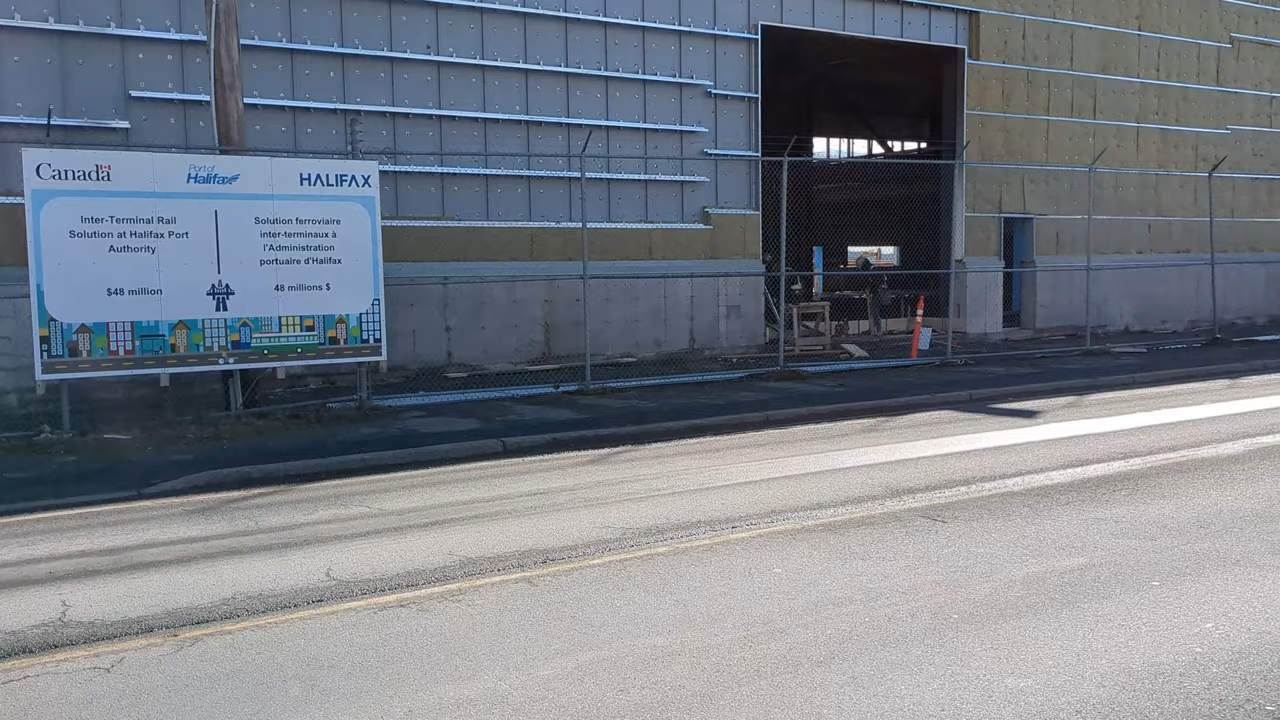 Canada
Port of
Halifax
HALIFAX
Inter-Terminal Rail
Solution at Halifax Port
Authority
$48 million
Solution ferroviaire
inter-terminaux à
l'Administration
portuaire d'Halifax
48 millions $